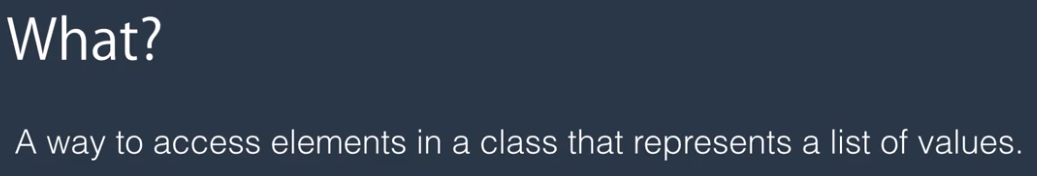 What?
A way to access elements in a class that represents a list of values.